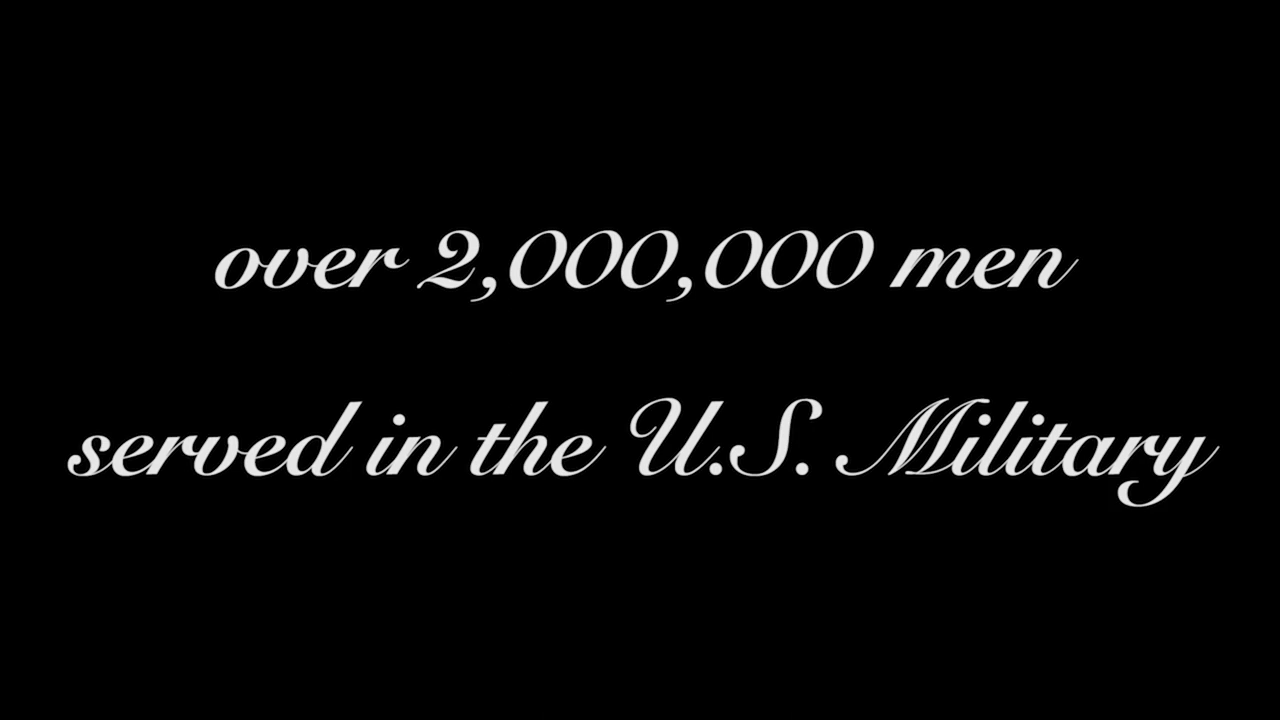 over 2,000,000 men
served in the U.S. Military